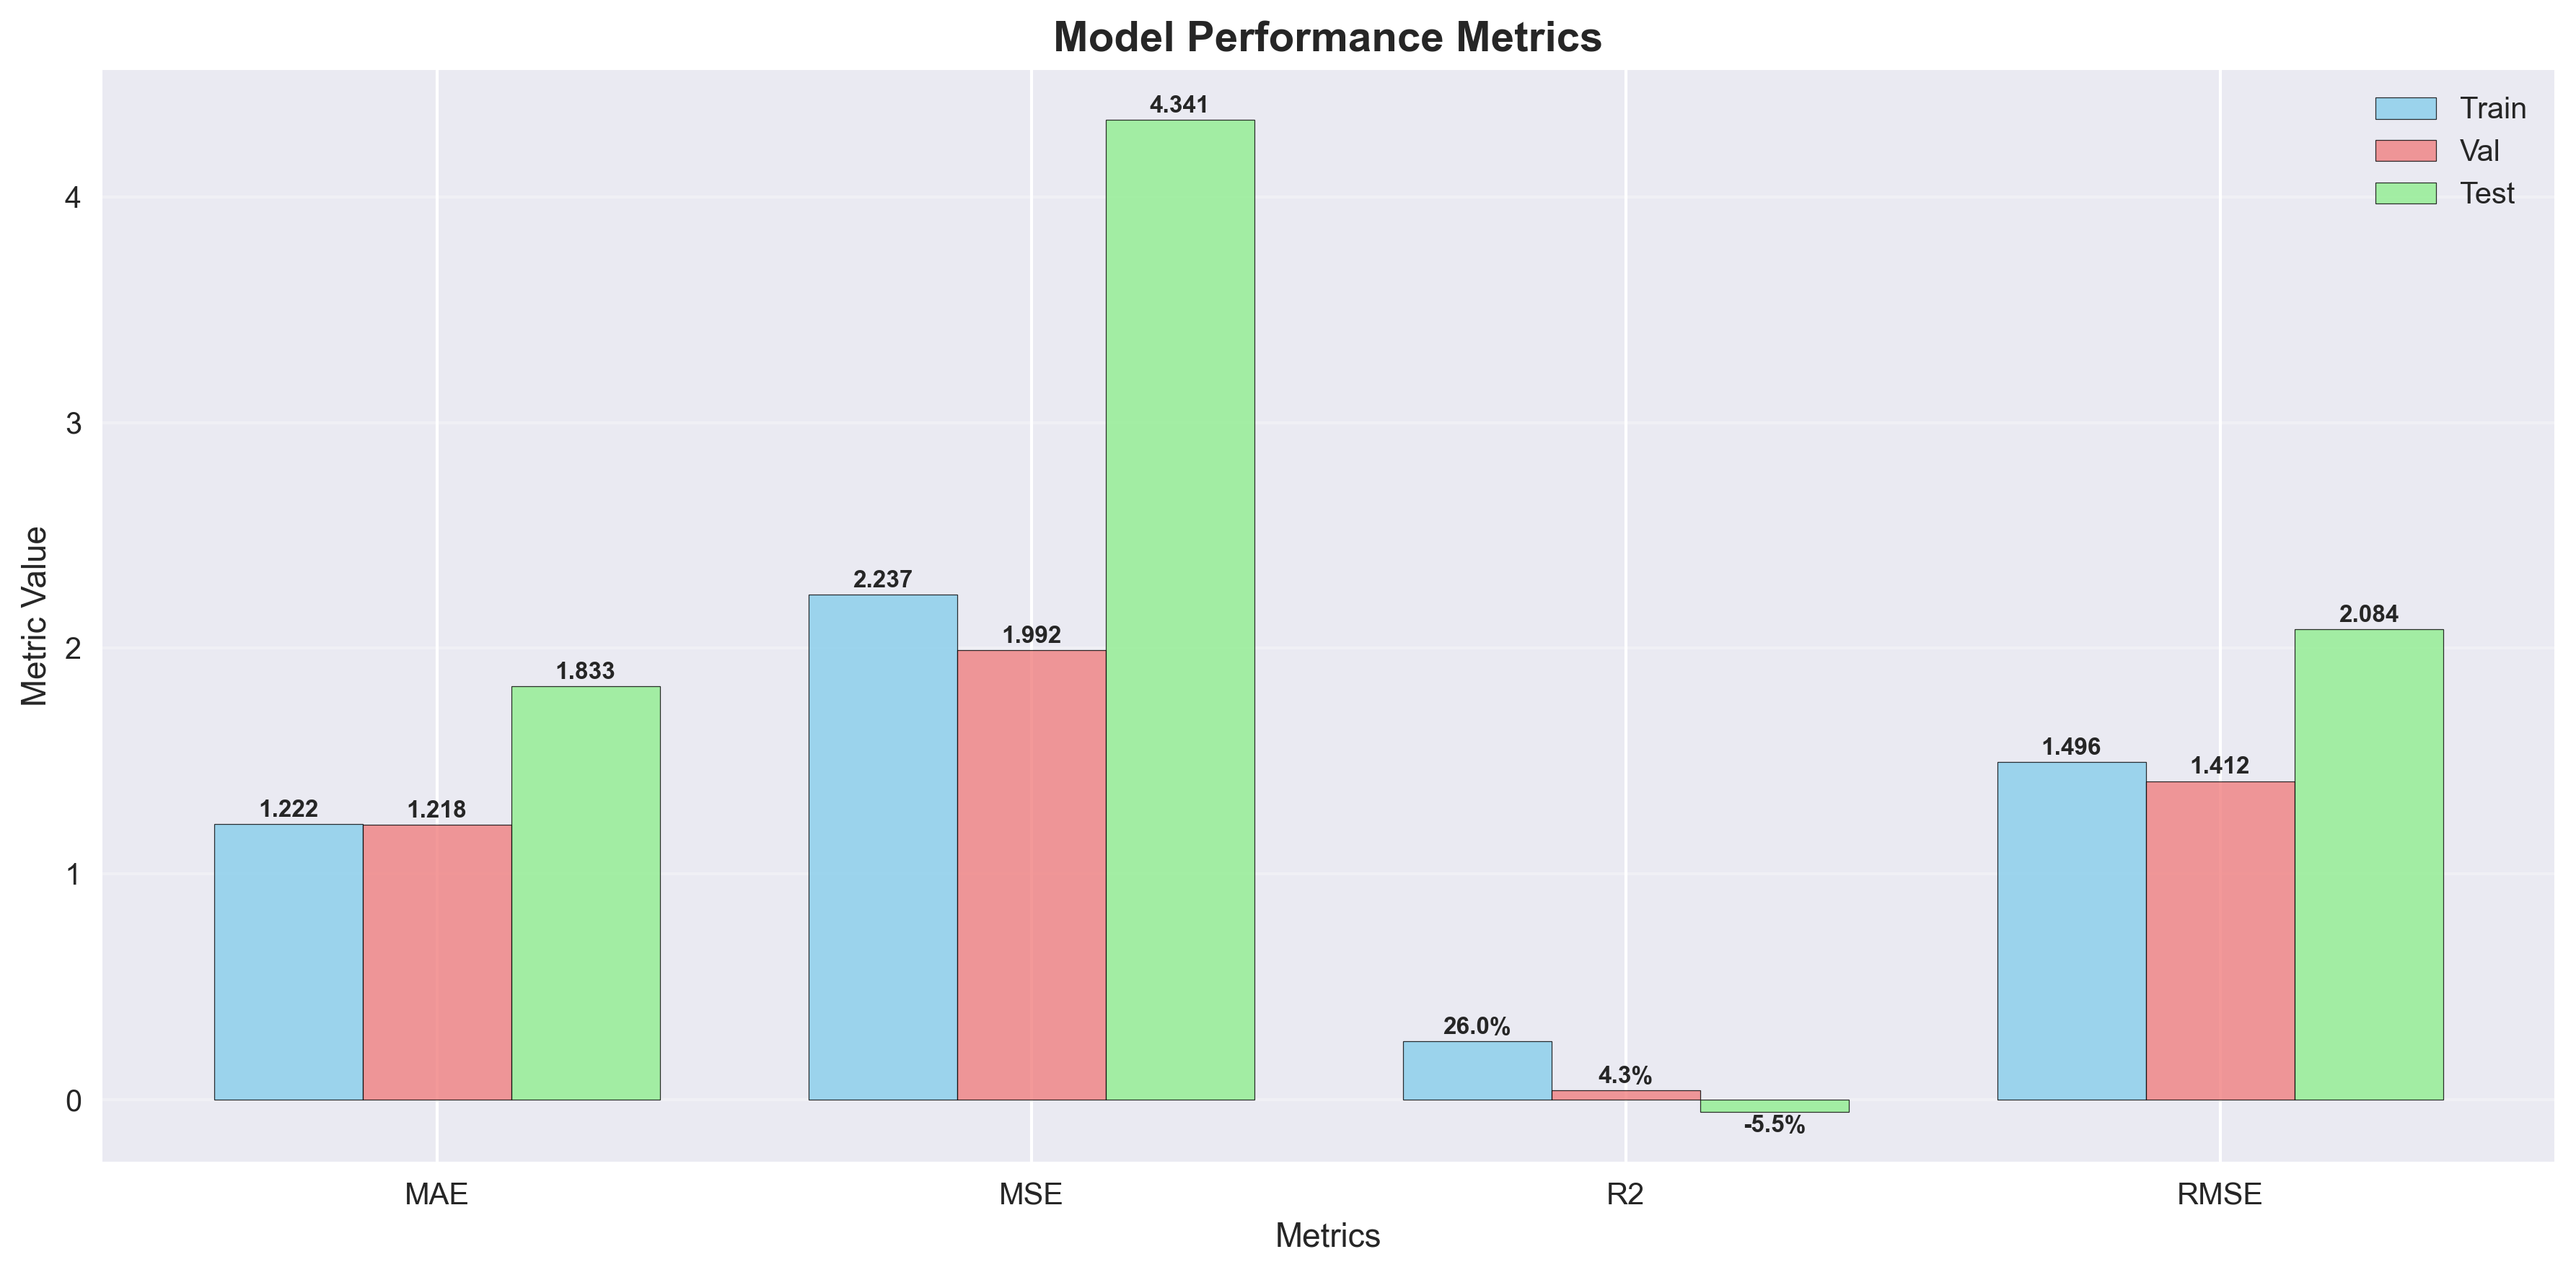 Model Performance Metrics
Train
Val
Test
Metric Value
4
3
2
1
0
1.222
1.218
1.833
2.237
1.992
4.341
26.0%
4.3%
-5.5%
1.496
1.412
2.084
MAE
MSE
R2
RMSE
Metrics